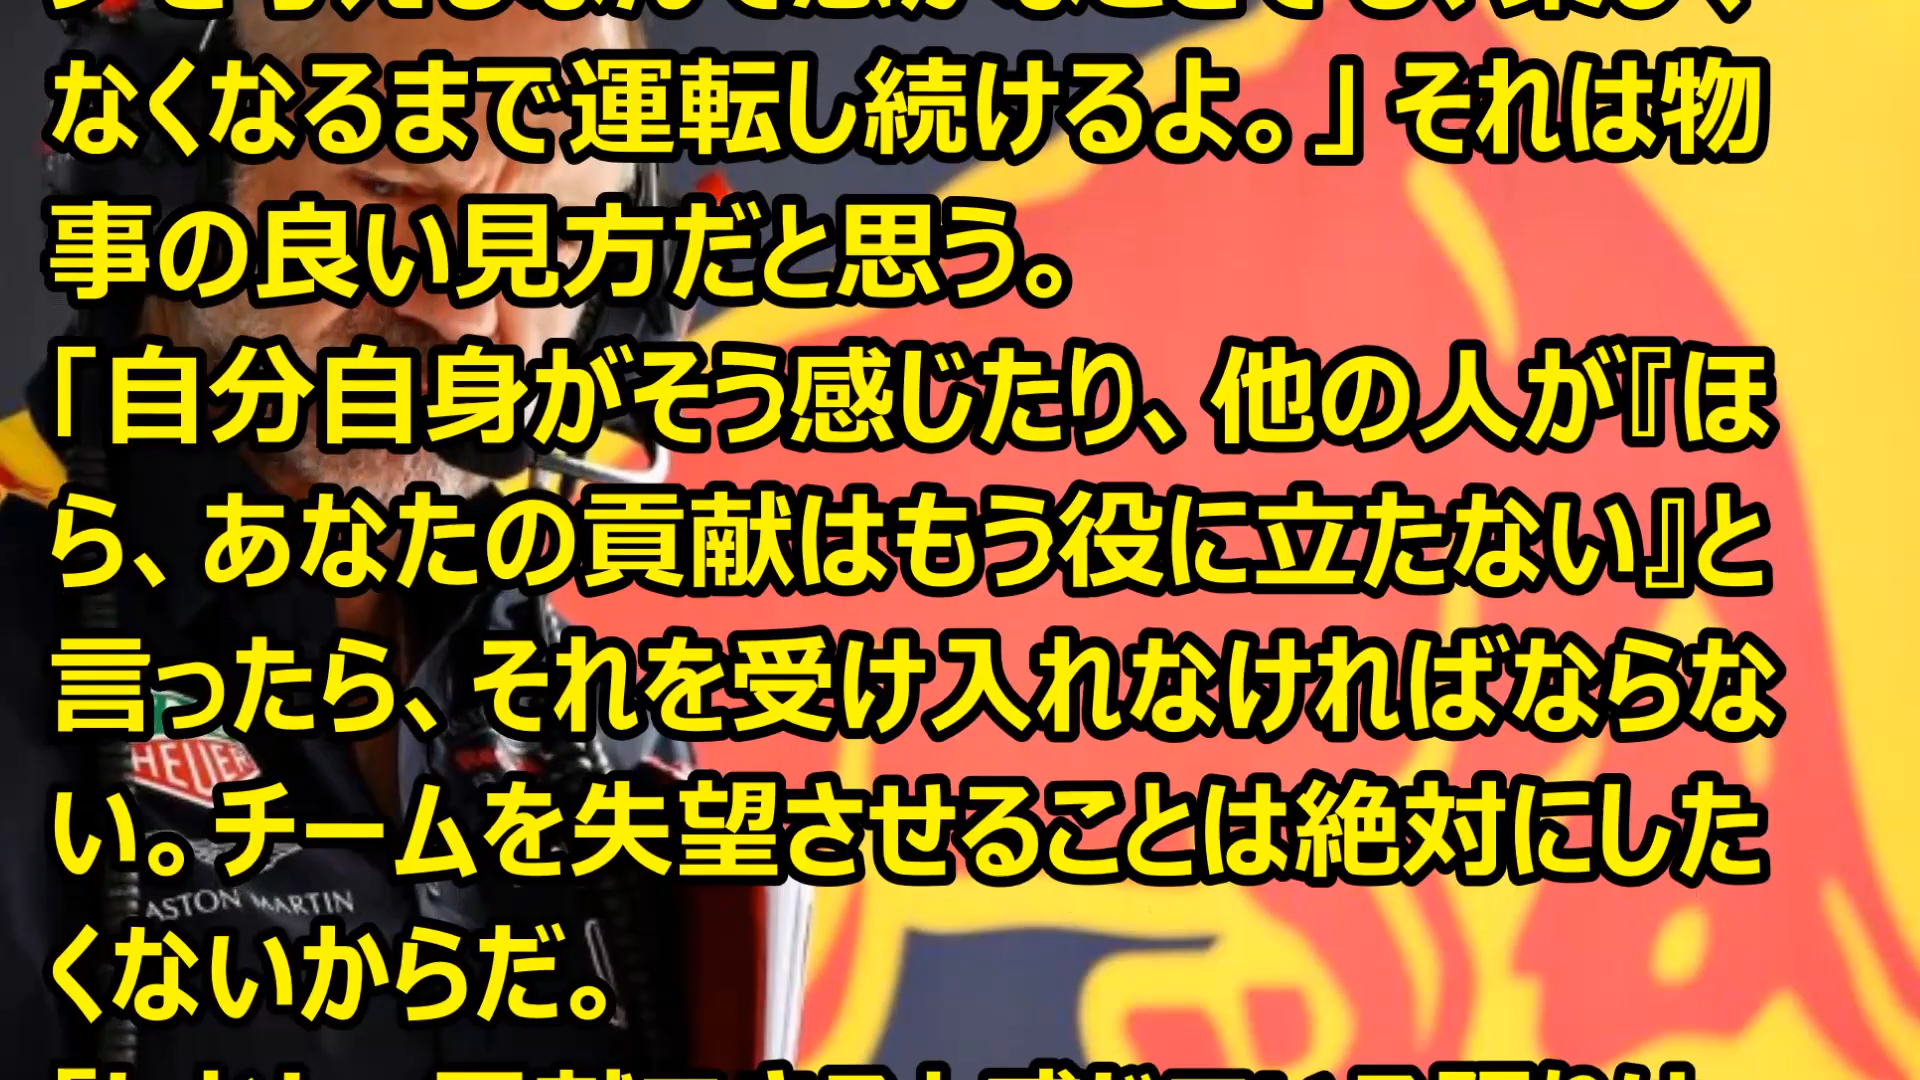 なくなるまで運転し続けるよ。」 それは物
事の良い見方だと思う。
「自分自身がそう感じたり、他の人が『ほ
ら、あなたの貢献はもう役に立たない』と
言ったら、それを受け入れなければならな
い。チームを失望させることは絶対にした
くないからだ。
HEUER
ASTON MARTIN